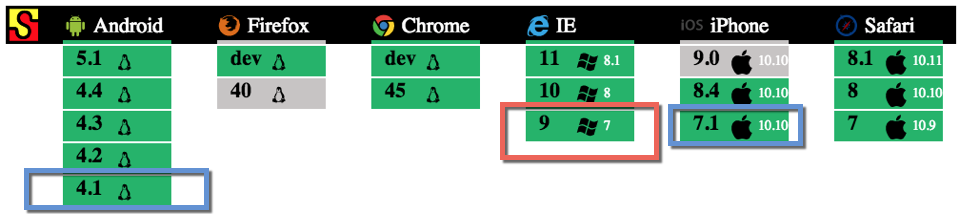 S Android Firefox Chrome IE iOS iPhone Safari
5.1 dev dev 11 8.1 9.0 10.10 8.1 10.11
4.4 40 45 10 8 8.4 10.10 8 10.10
4.3 9 7 7.1 10.10 7 10.9
4.2
4.1